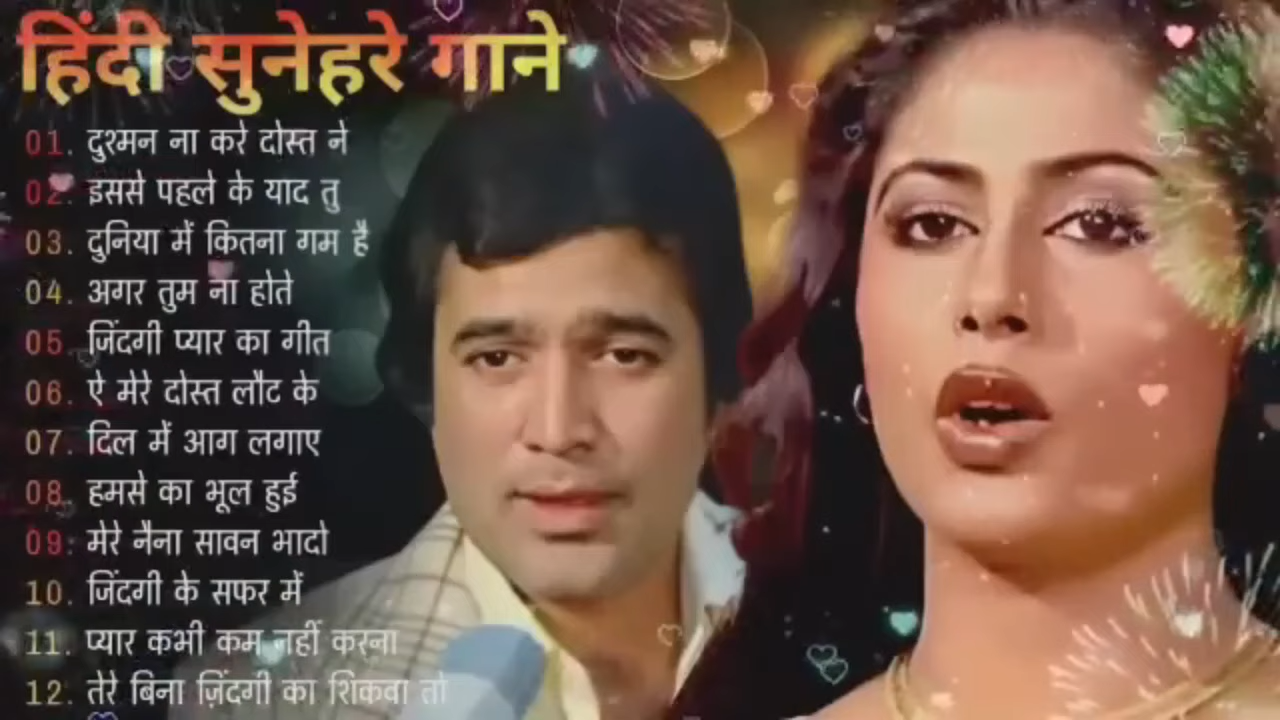 हिंदी सुनेहरे गाने
01. दुश्मन ना करे दोस्त ने
02. इससे पहले के याद तु
03. दुनिया में कितना गम है
04. अगर तुम ना होते
05. जिंदगी प्यार का गीत
06. ऐ मेरे दोस्त लौट के
07. दिल में आग लगाए
08. हमसे का भूल हुई
09. मेरे नैना सावन भादो
10. जिंदगी के सफर में
11. प्यार कभी कम नहीं करना
12. तेरे बिना ज़िंदगी का शिकवा तो